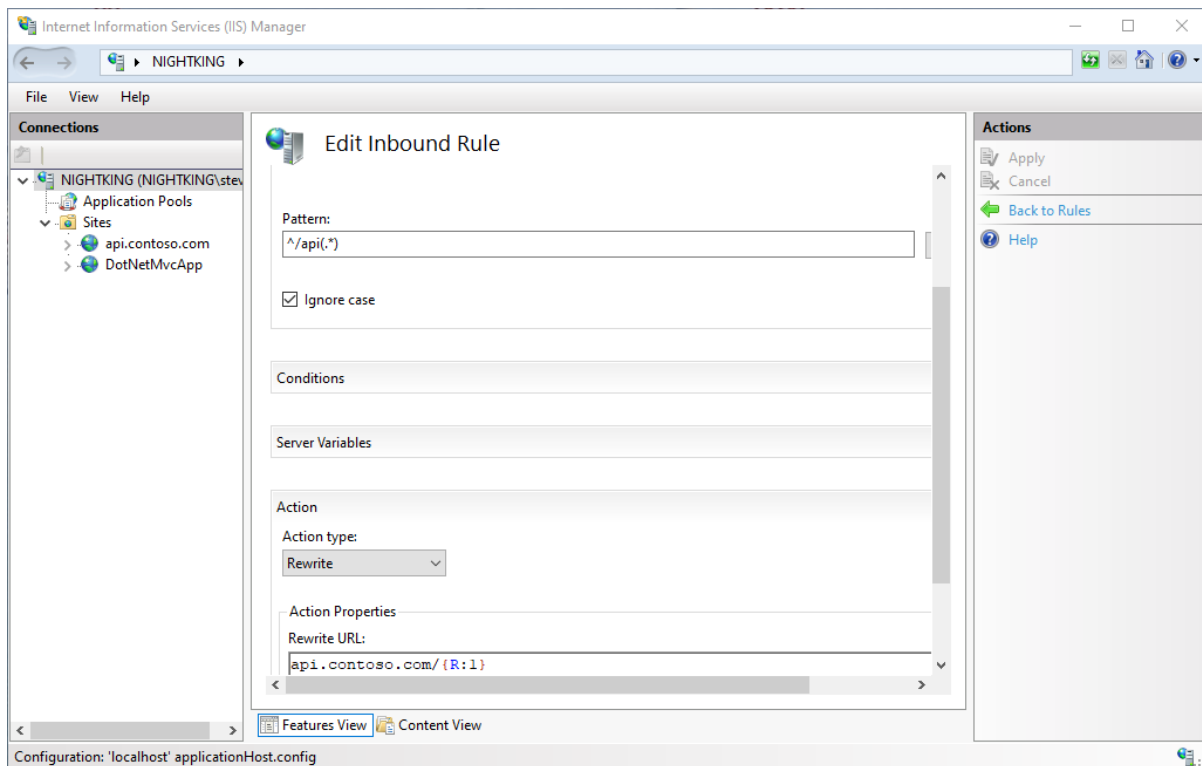 Internet Information Services (IIS) Manager
NIGHTKING
File View Help
Connections
NIGHTKING (NIGHTKING\stev
Application Pools
Sites
api.contoso.com
DotNetMvcApp
Edit Inbound Rule
Pattern:
^/api(.*)
Ignore case
Conditions
Server Variables
Action
Action type:
Rewrite
Action Properties
Rewrite URL:
api.contoso.com/{R:1}
Features View Content View
Actions
Apply
Cancel
Back to Rules
Help
Configuration: 'localhost' applicationHost.config